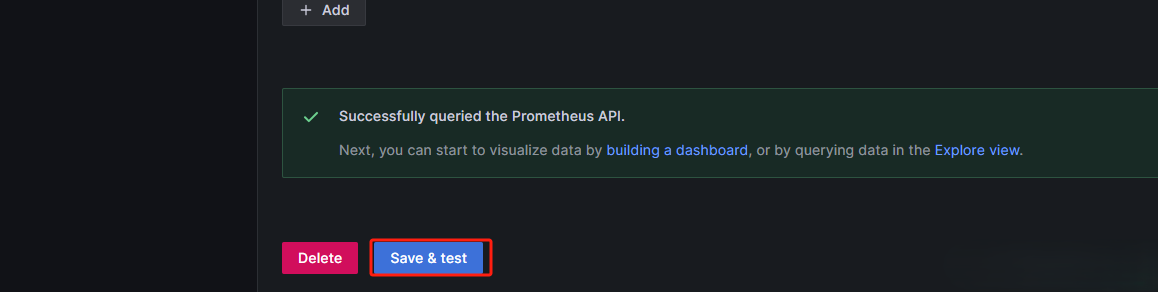 + Add
Successfully queried the Prometheus API.
Next, you can start to visualize data by building a dashboard, or by querying data in the Explore view.
Delete Save & test